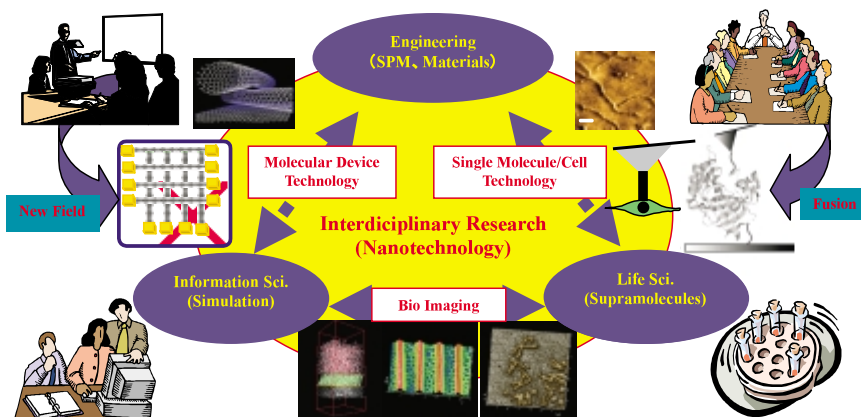 Engineering
（SPM、Materials）
Molecular Device
Technology
Single Molecule/Cell
Technology
New Field
Fusion
Interdiciplinary Research
(Nanotechnology)
Information Sci.
(Simulation)
Life Sci.
(Supramolecules)
Bio Imaging